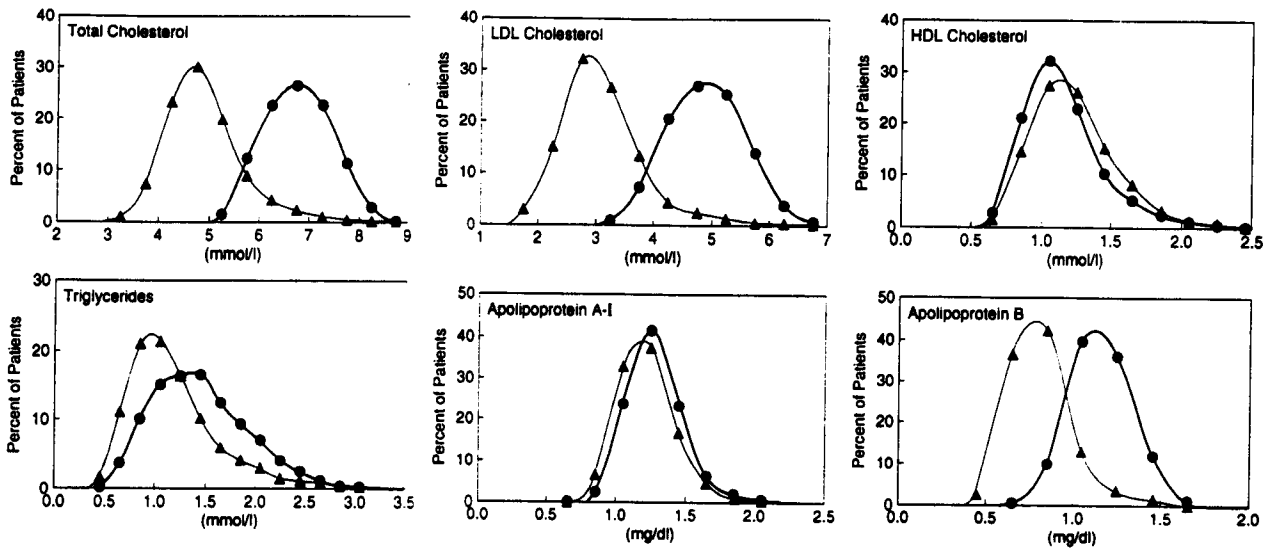 Total Cholesterol
Percent of Patients
40
30
20
10
0
2 3 4 5 6 7 8 9
(mmol/l)
LDL Cholesterol
Percent of Patients
40
30
20
10
0
1 2 3 4 5 6 7
(mmol/l)
HDL Cholesterol
Percent of Patients
40
30
20
10
0
0.0 0.5 1.0 1.5 2.0 2.5
(mmol/l)
Triglycerides
Percent of Patients
30
20
10
0
0.0 0.5 1.0 1.5 2.0 2.5 3.0 3.5
(mmol/l)
Apolipoprotein A-I
Percent of Patients
50
40
30
20
10
0
0.0 0.5 1.0 1.5 2.0 2.5
(mg/dl)
Apolipoprotein B
Percent of Patients
50
40
30
20
10
0
0.0 0.5 1.0 1.5 2.0
(mg/dl)